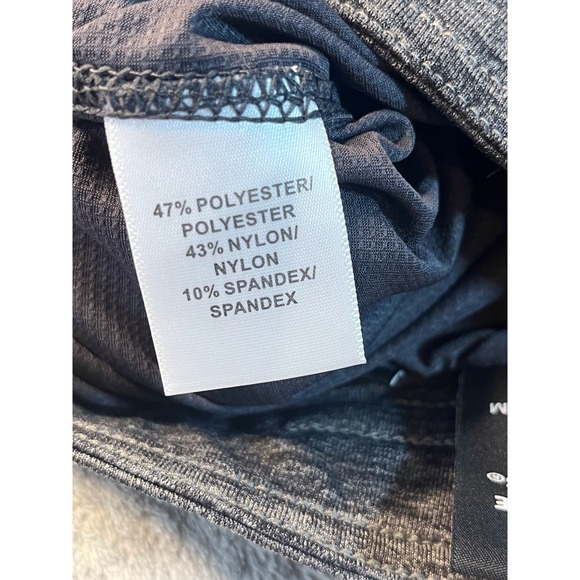 47% POLYESTER/
POLYESTER
43% NYLON/
NYLON
10% SPANDEX/
SPANDEX
M